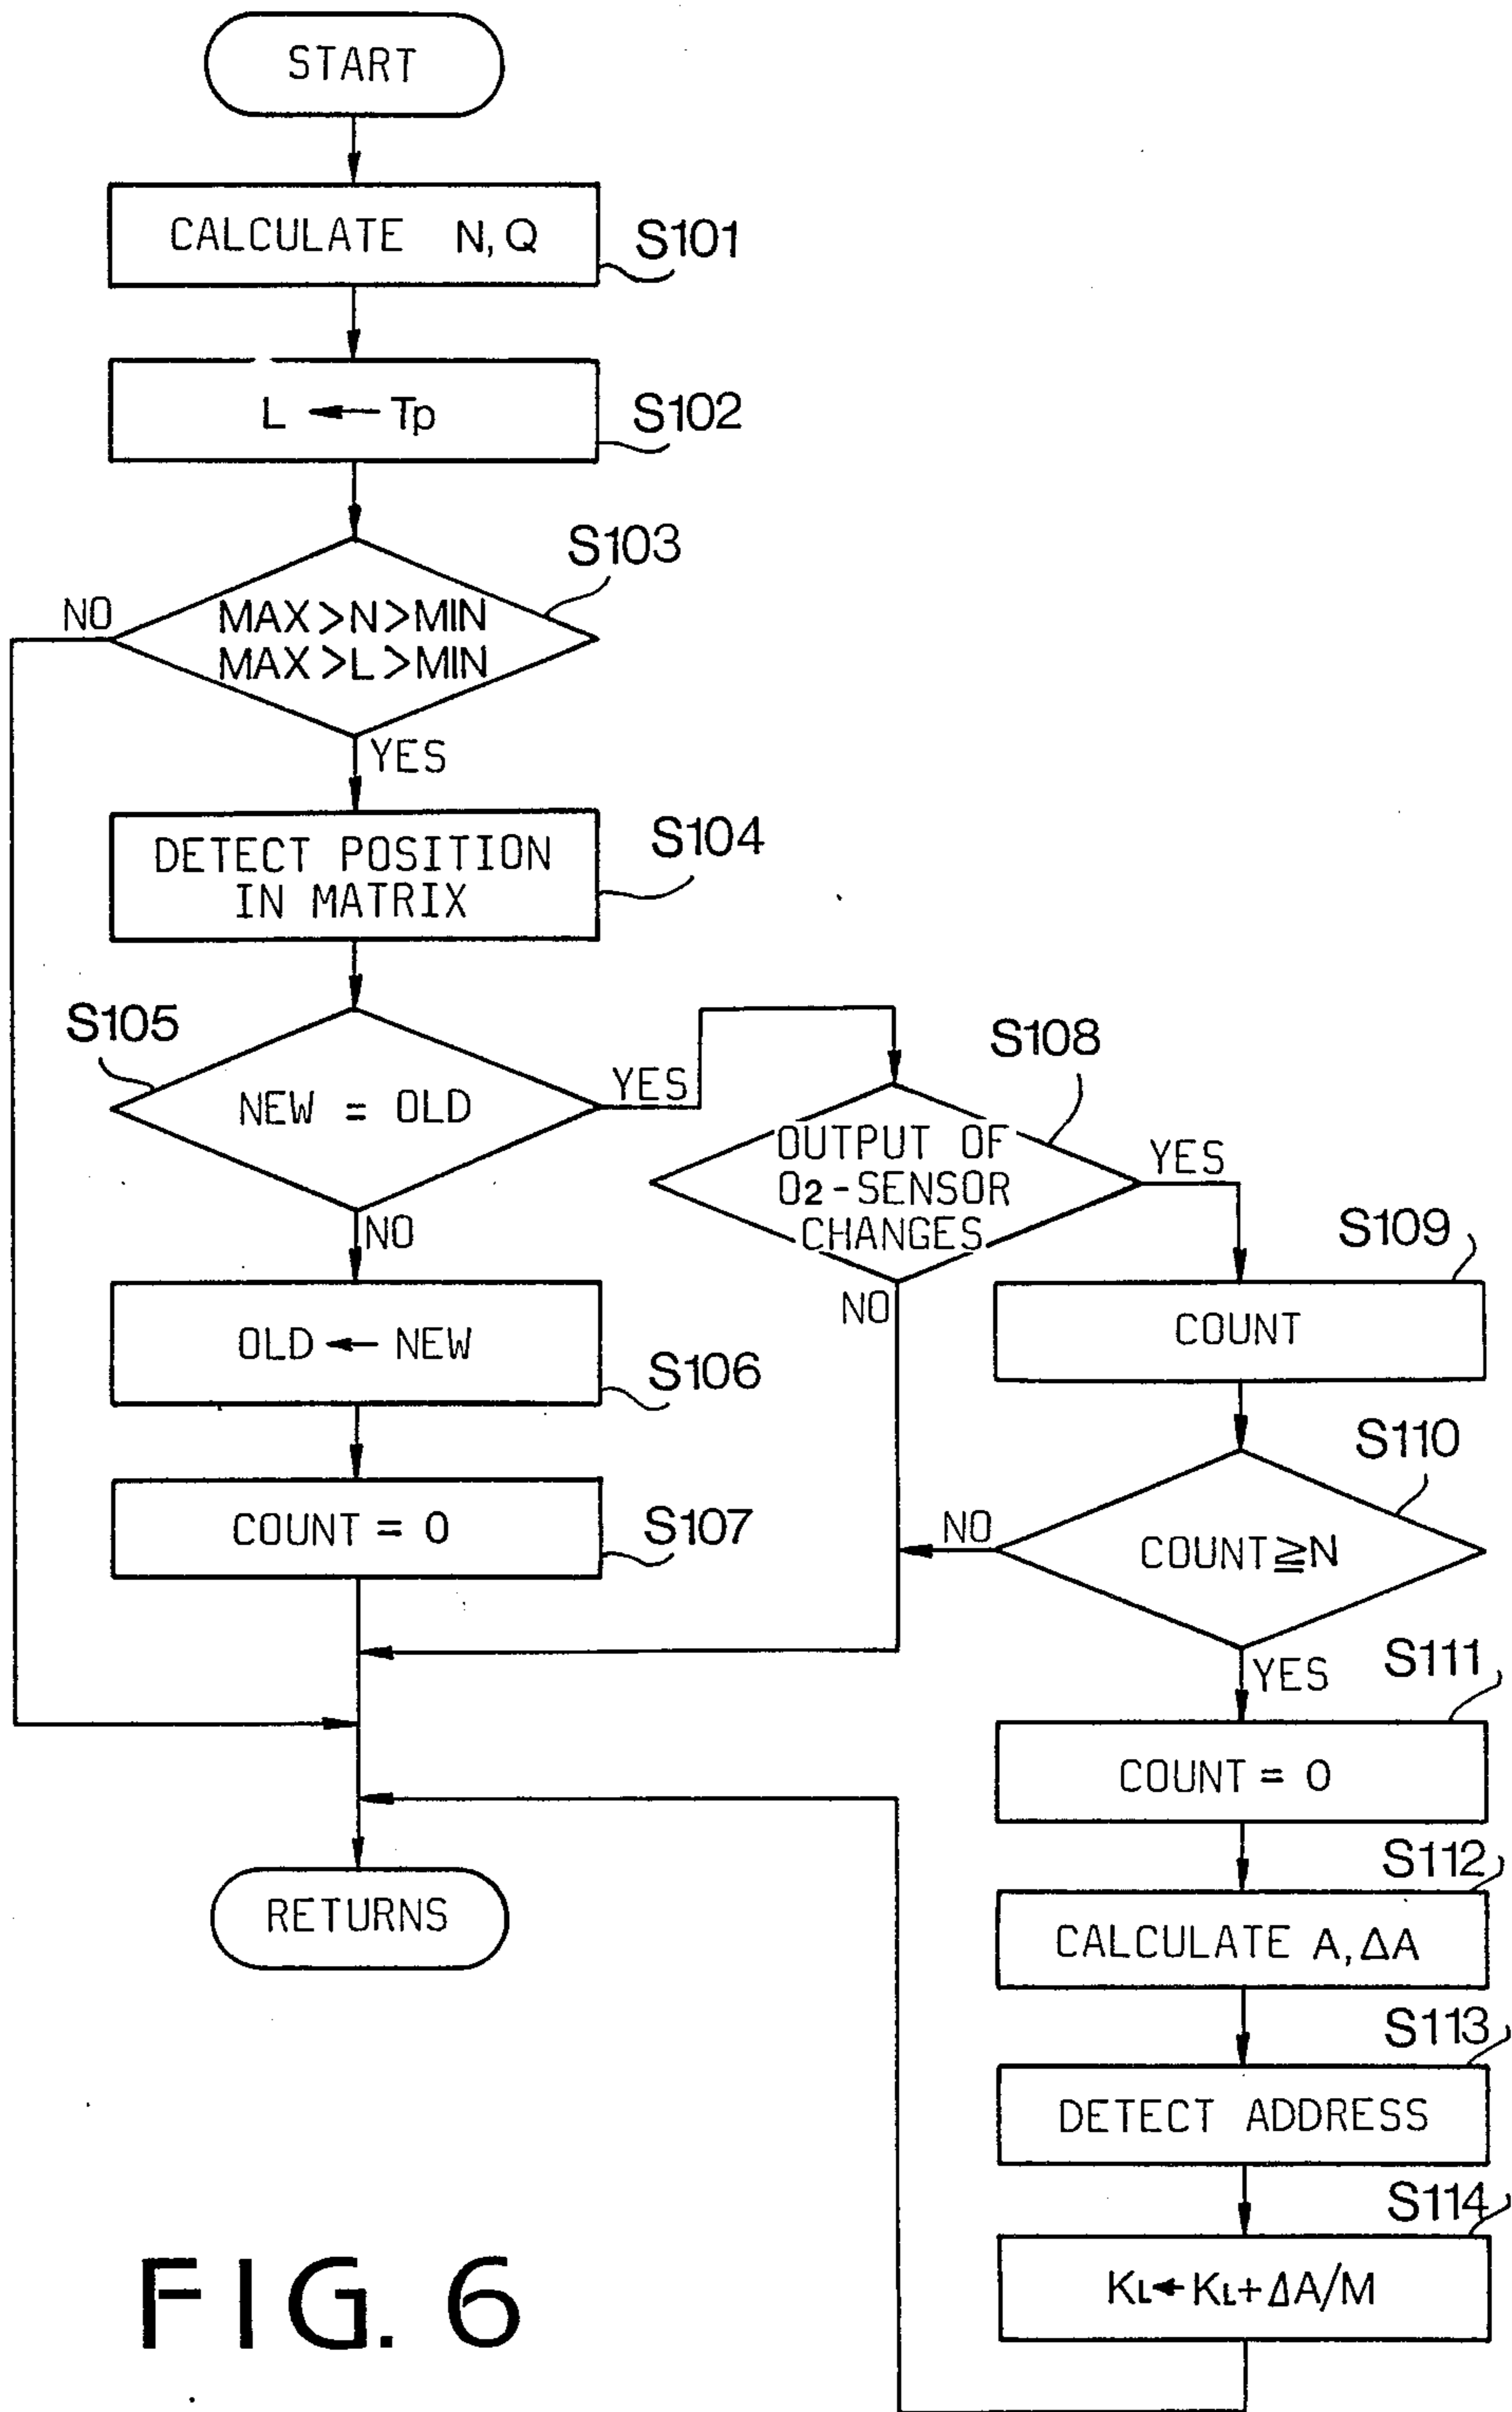 START
CALCULATE N, Q
S101
L ← Tp
S102
S103
NO
MAX>N>MIN
MAX>L>MIN
YES
DETECT POSITION
IN MATRIX
S104
S105
NEW = OLD
YES
NO
OLD ← NEW
S106
COUNT = 0
S107
S108
OUTPUT OF
O2-SENSOR
CHANGES
YES
NO
S109
COUNT
S110
COUNT≧N
NO
YES
S111
COUNT = 0
S112
CALCULATE A, ΔA
S113
DETECT ADDRESS
S114
KL←KL+ΔA/M
RETURNS
FIG. 6